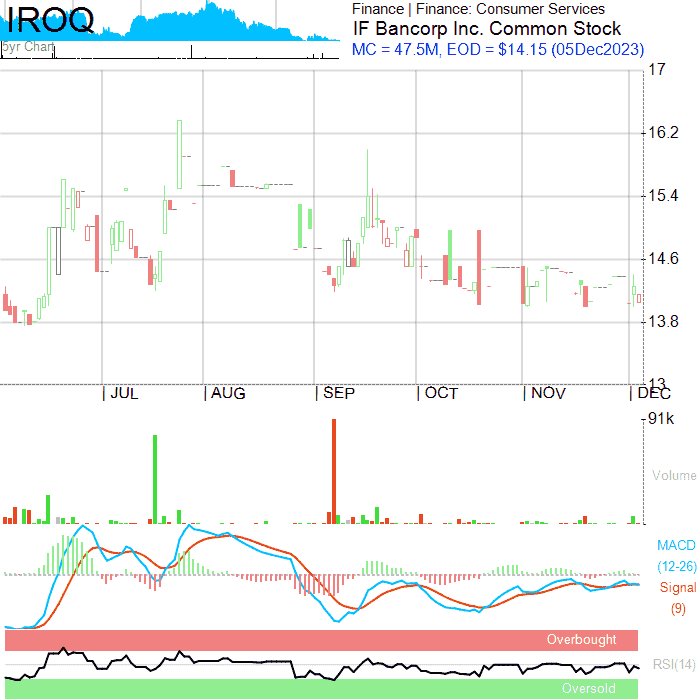 IROQ
Finance | Finance: Consumer Services
IF Bancorp Inc. Common Stock
MC = 47.5M, EOD = $14.15 (05Dec2023)
5yr Chart
17
16.2
15.4
14.6
13.8
13
| JUL | AUG | SEP | OCT | NOV | DEC
91k
Volume
MACD
(12-26)
Signal
(9)
Overbought
RSI(14)
Oversold